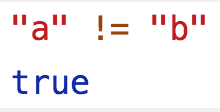 "a" != "b"
true